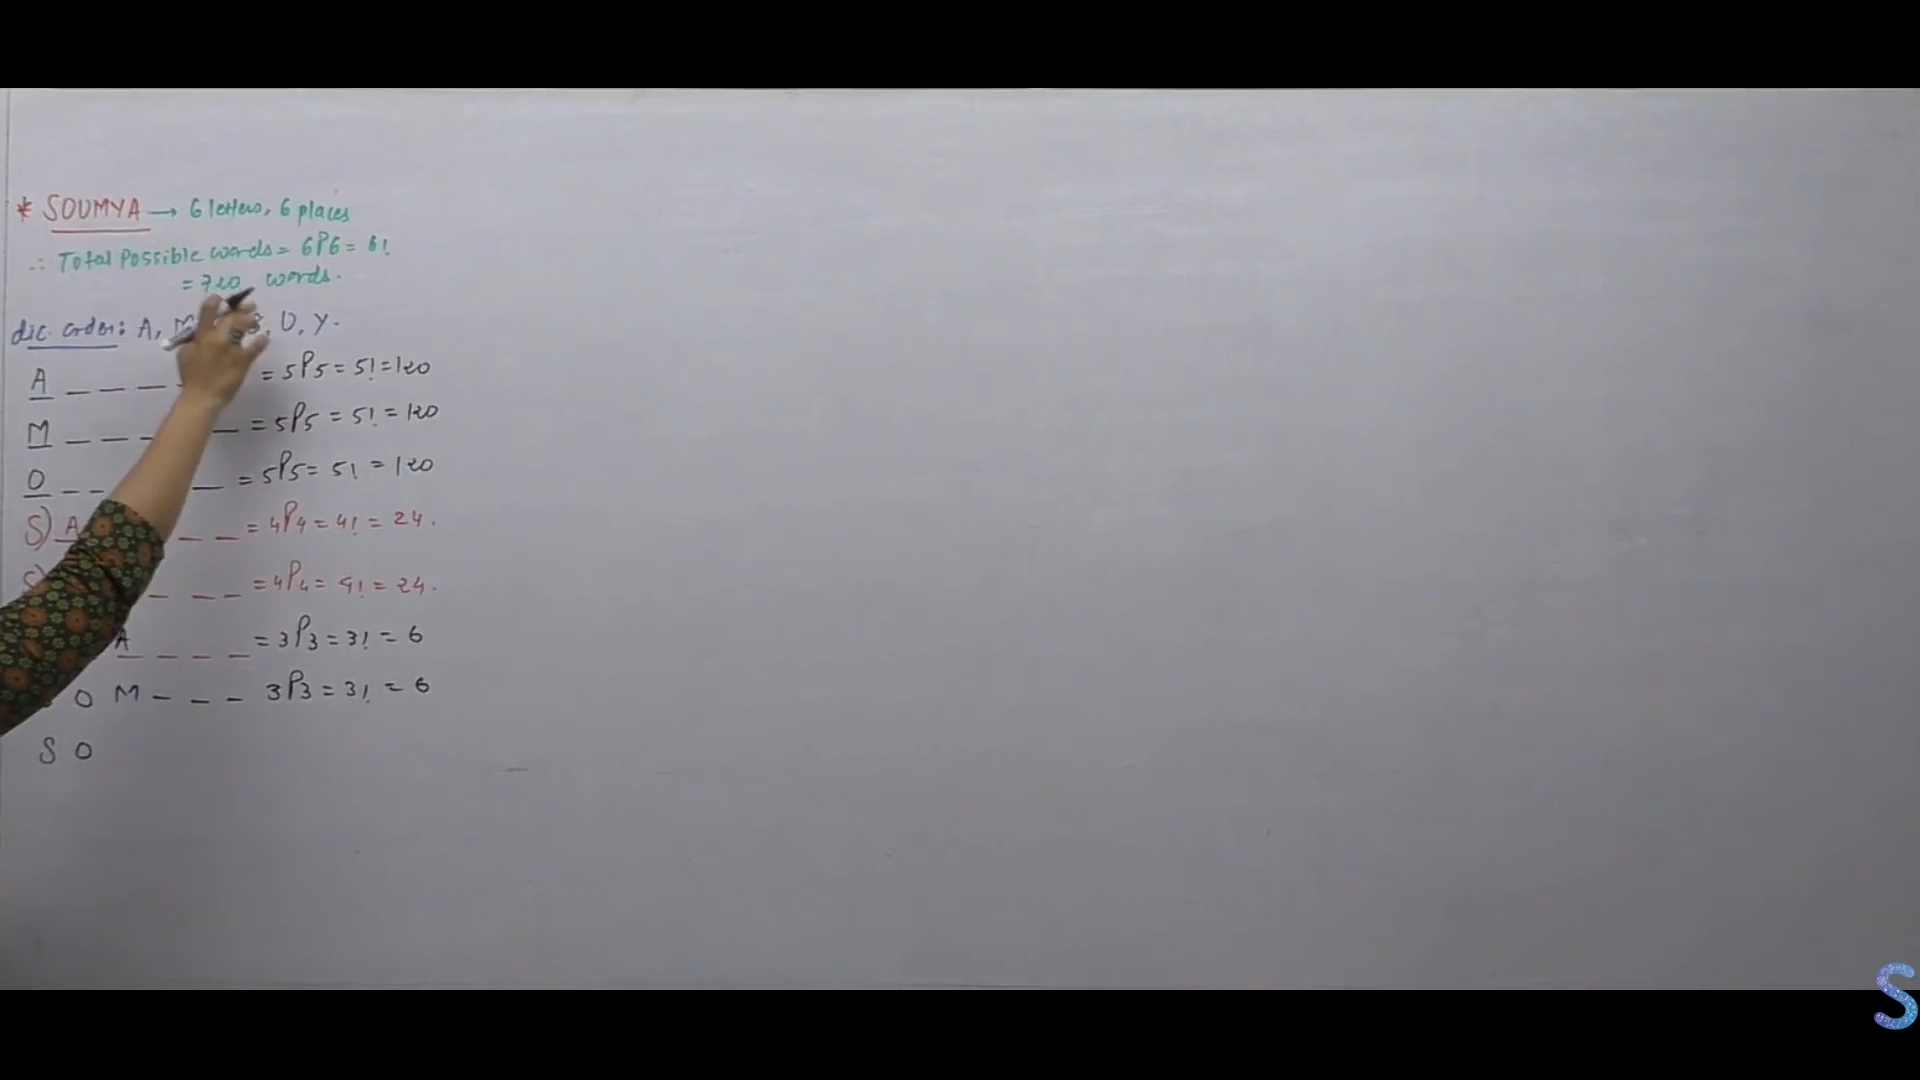 * SOUMYA → 6 letters, 6 places
∴ Total Possible words = 6P6 = 6!
= 720 words.
dic. order: A, M, U, Y.
A _ _ _ _ = 5P5 = 5! = 120
M _ _ _ _ = 5P5 = 5! = 120
O _ _ _ = 5P5 = 5! = 120
S) A _ _ = 4P4 = 4! = 24.
_ _ _ = 4P4 = 4! = 24.
A _ _ _ = 3P3 = 3! = 6
O M _ _ _ 3P3 = 3! = 6
S O
S